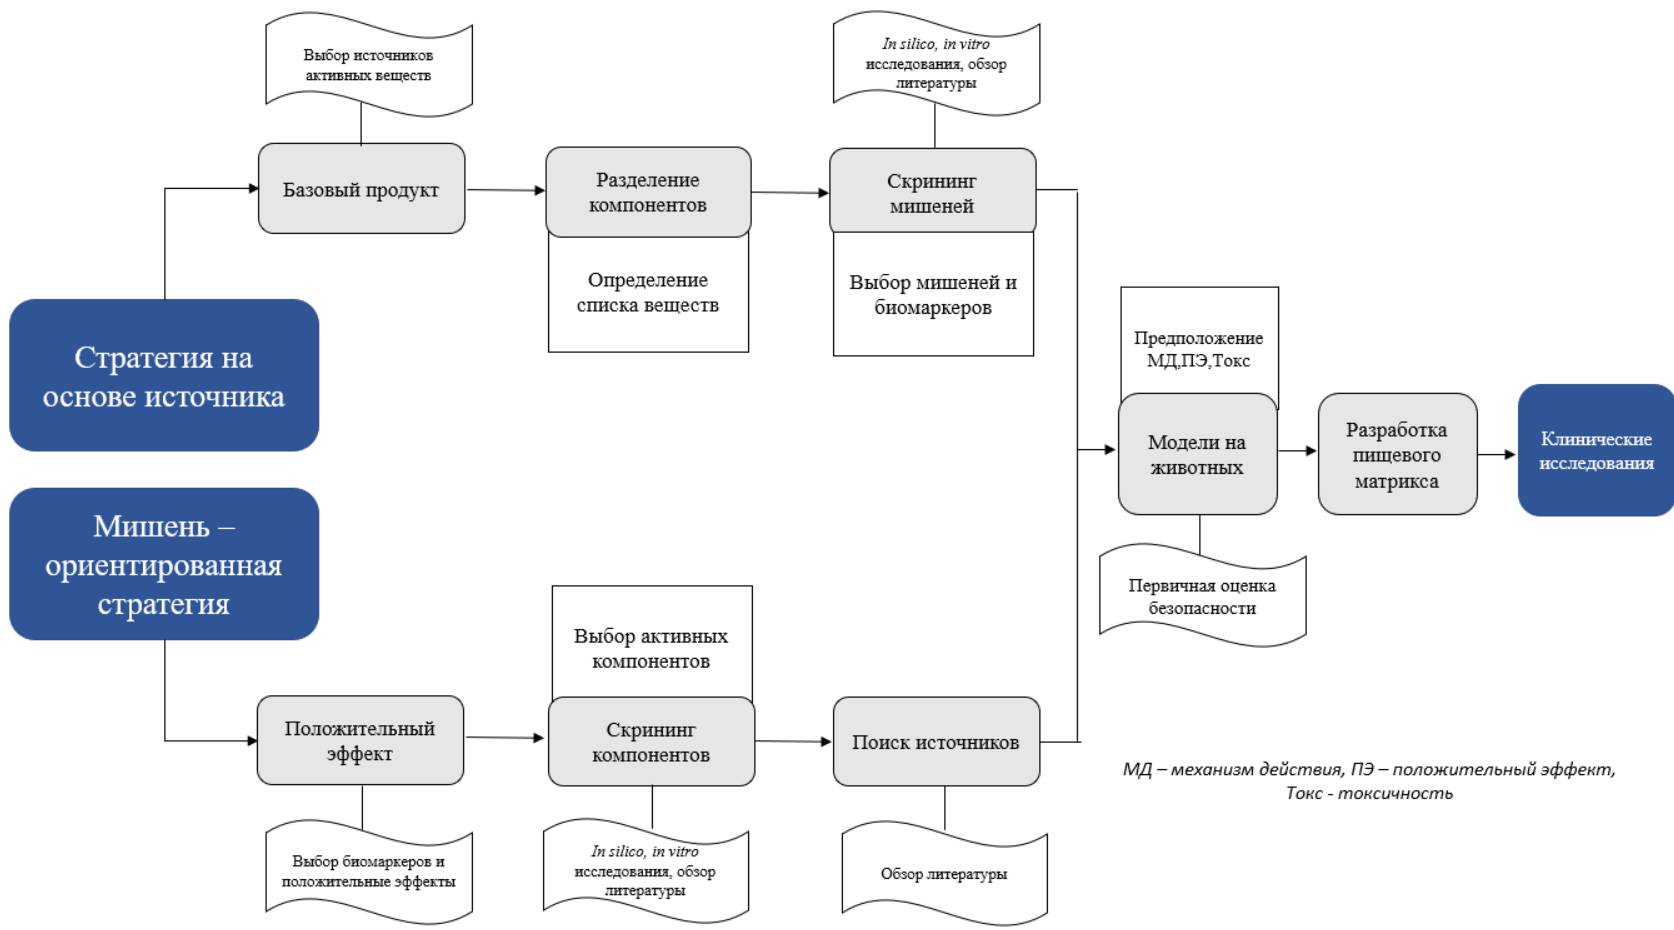 Выбор источников
активных веществ
In silico, in vitro
исследования, обзор
литературы
Базовый продукт
Разделение
компонентов
Скрининг
мишеней
Определение
списка веществ
Выбор мишеней и
биомаркеров
Стратегия на
основе источника
Предположение
МД,ПЭ,Токс
Модели на
животных
Разработка
пищевого
матрикса
Клинические
исследования
Первичная оценка
безопасности
Мишень –
ориентированная
стратегия
Выбор активных
компонентов
Положительный
эффект
Скрининг
компонентов
Поиск источников
Выбор биомаркеров и
положительные эффекты
In silico, in vitro
исследования, обзор
литературы
Обзор литературы
МД – механизм действия, ПЭ – положительный эффект,
Токс - токсичность